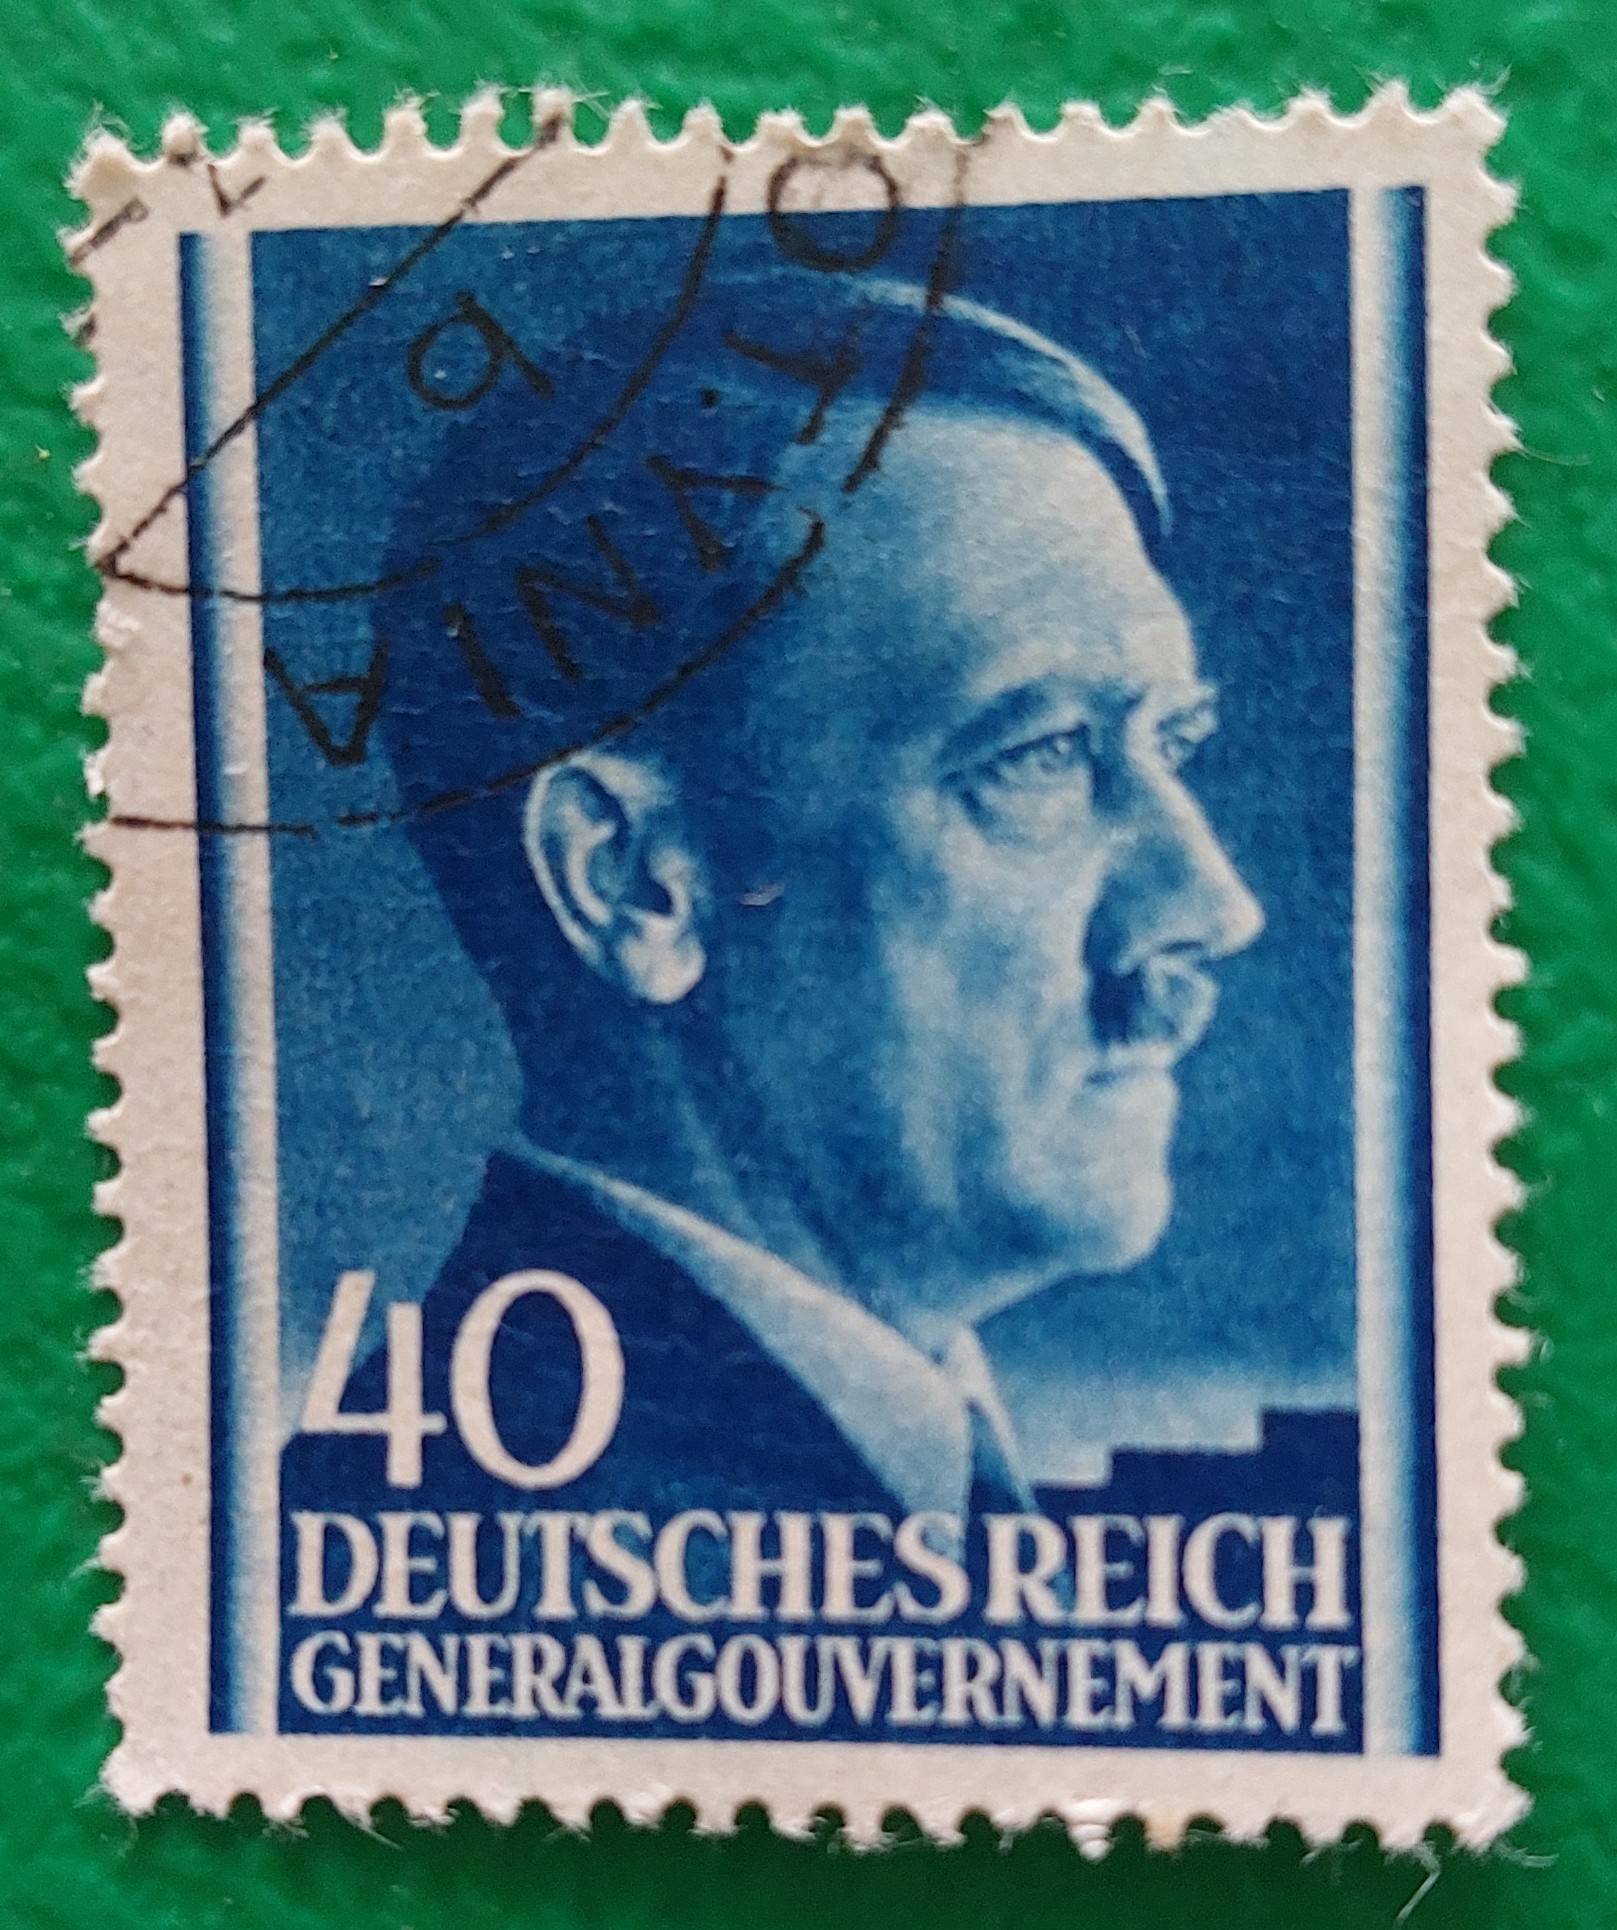 40
DEUTSCHES REICH
GENERALGOUVERNEMENT
b